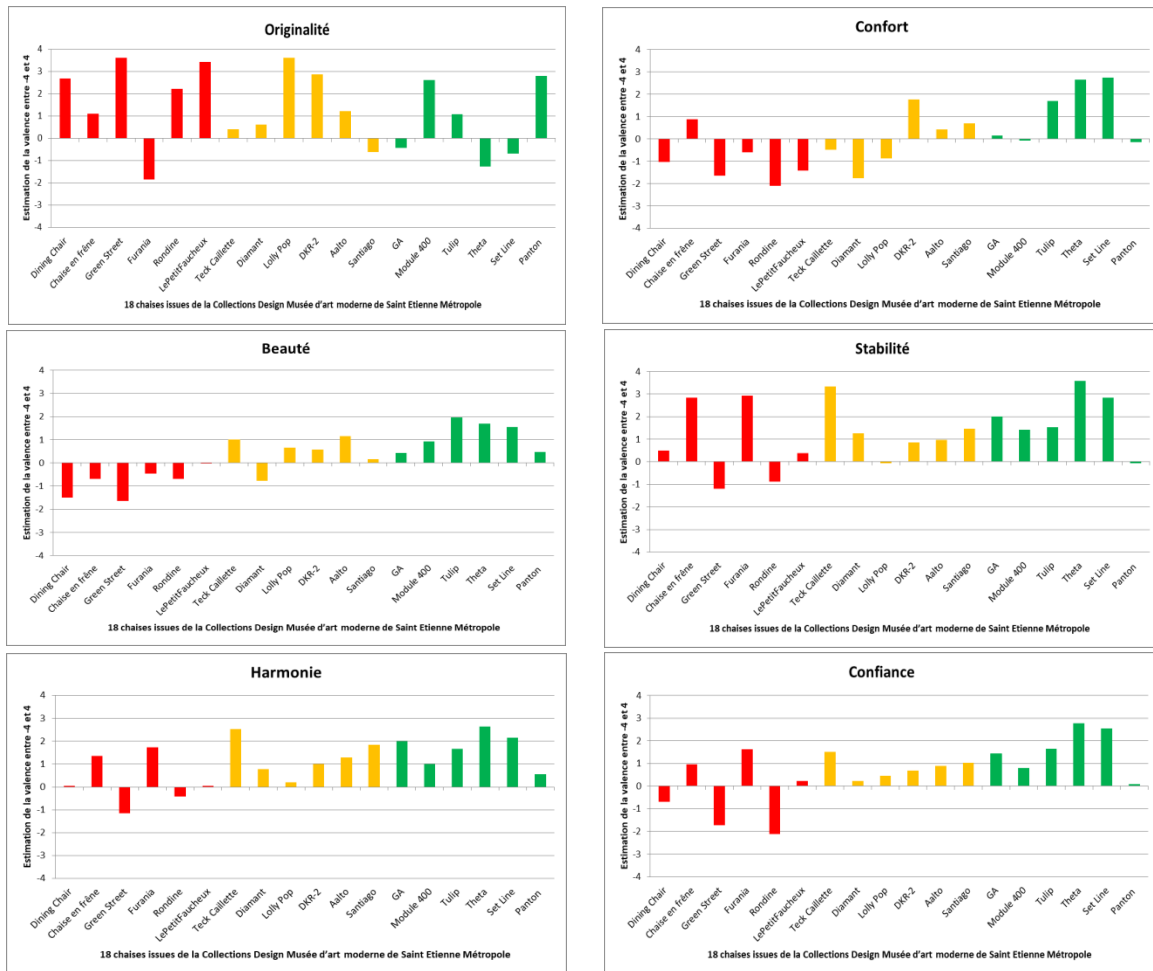 Originalité
Estimation de la valence entre -4 et 4
4
3
2
1
0
-1
-2
-3
-4
Dining Chair
Chaise en frêne
Green Street
Furania
Rondine
LePetitFaucheux
Teck Caillette
Diamant
Lolly Pop
DKR-2
Aalto
Santiago
GA
Module 400
Tulip
Theta
Set Line
Panton
18 chaises issues de la Collections Design Musée d'art moderne de Saint Etienne Métropole
Confort
Estimation de la valence entre -4 et 4
4
3
2
1
0
-1
-2
-3
-4
Dining Chair
Chaise en frêne
Green Street
Furania
Rondine
LePetitFaucheux
Teck Caillette
Diamant
Lolly Pop
DKR-2
Aalto
Santiago
GA
Module 400
Tulip
Theta
Set Line
Panton
18 chaises issues de la Collections Design Musée d'art moderne de Saint Etienne Métropole
Beauté
Estimation de la valence entre -4 et 4
4
3
2
1
0
-1
-2
-3
-4
Dining Chair
Chaise en frêne
Green Street
Furania
Rondine
LePetitFaucheux
Teck Caillette
Diamant
Lolly Pop
DKR-2
Aalto
Santiago
GA
Module 400
Tulip
Theta
Set Line
Panton
18 chaises issues de la Collections Design Musée d'art moderne de Saint Etienne Métropole
Stabilité
Estimation de la valence entre -4 et 4
4
3
2
1
0
-1
-2
-3
-4
Dining Chair
Chaise en frêne
Green Street
Furania
Rondine
LePetitFaucheux
Teck Caillette
Diamant
Lolly Pop
DKR-2
Aalto
Santiago
GA
Module 400
Tulip
Theta
Set Line
Panton
18 chaises issues de la Collections Design Musée d'art moderne de Saint Etienne Métropole
Harmonie
Estimation de la valence entre -4 et 4
4
3
2
1
0
-1
-2
-3
-4
Dining Chair
Chaise en frêne
Green Street
Furania
Rondine
LePetitFaucheux
Teck Caillette
Diamant
Lolly Pop
DKR-2
Aalto
Santiago
GA
Module 400
Tulip
Theta
Set Line
Panton
18 chaises issues de la Collections Design Musée d'art moderne de Saint Etienne Métropole
Confiance
Estimation de la valence entre -4 et 4
4
3
2
1
0
-1
-2
-3
-4
Dining Chair
Chaise en frêne
Green Street
Furania
Rondine
LePetitFaucheux
Teck Caillette
Diamant
Lolly Pop
DKR-2
Aalto
Santiago
GA
Module 400
Tulip
Theta
Set Line
Panton
18 chaises issues de la Collections Design Musée d'art moderne de Saint Etienne Métropole